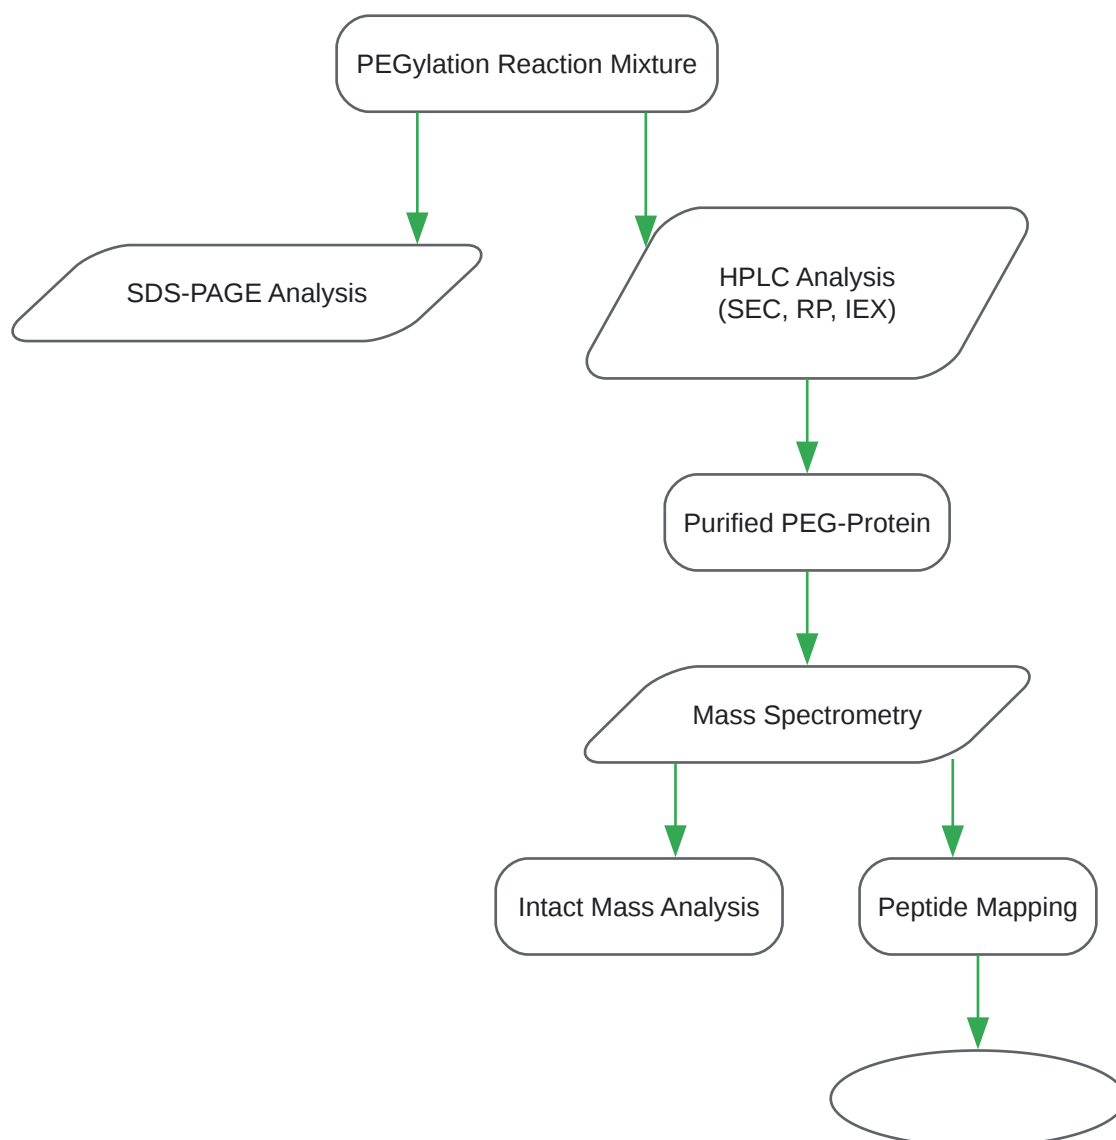 PEGylation Reaction Mixture
SDS-PAGE Analysis
HPLC Analysis
(SEC, RP, IEX)
Purified PEG-Protein
Mass Spectrometry
Intact Mass Analysis
Peptide Mapping